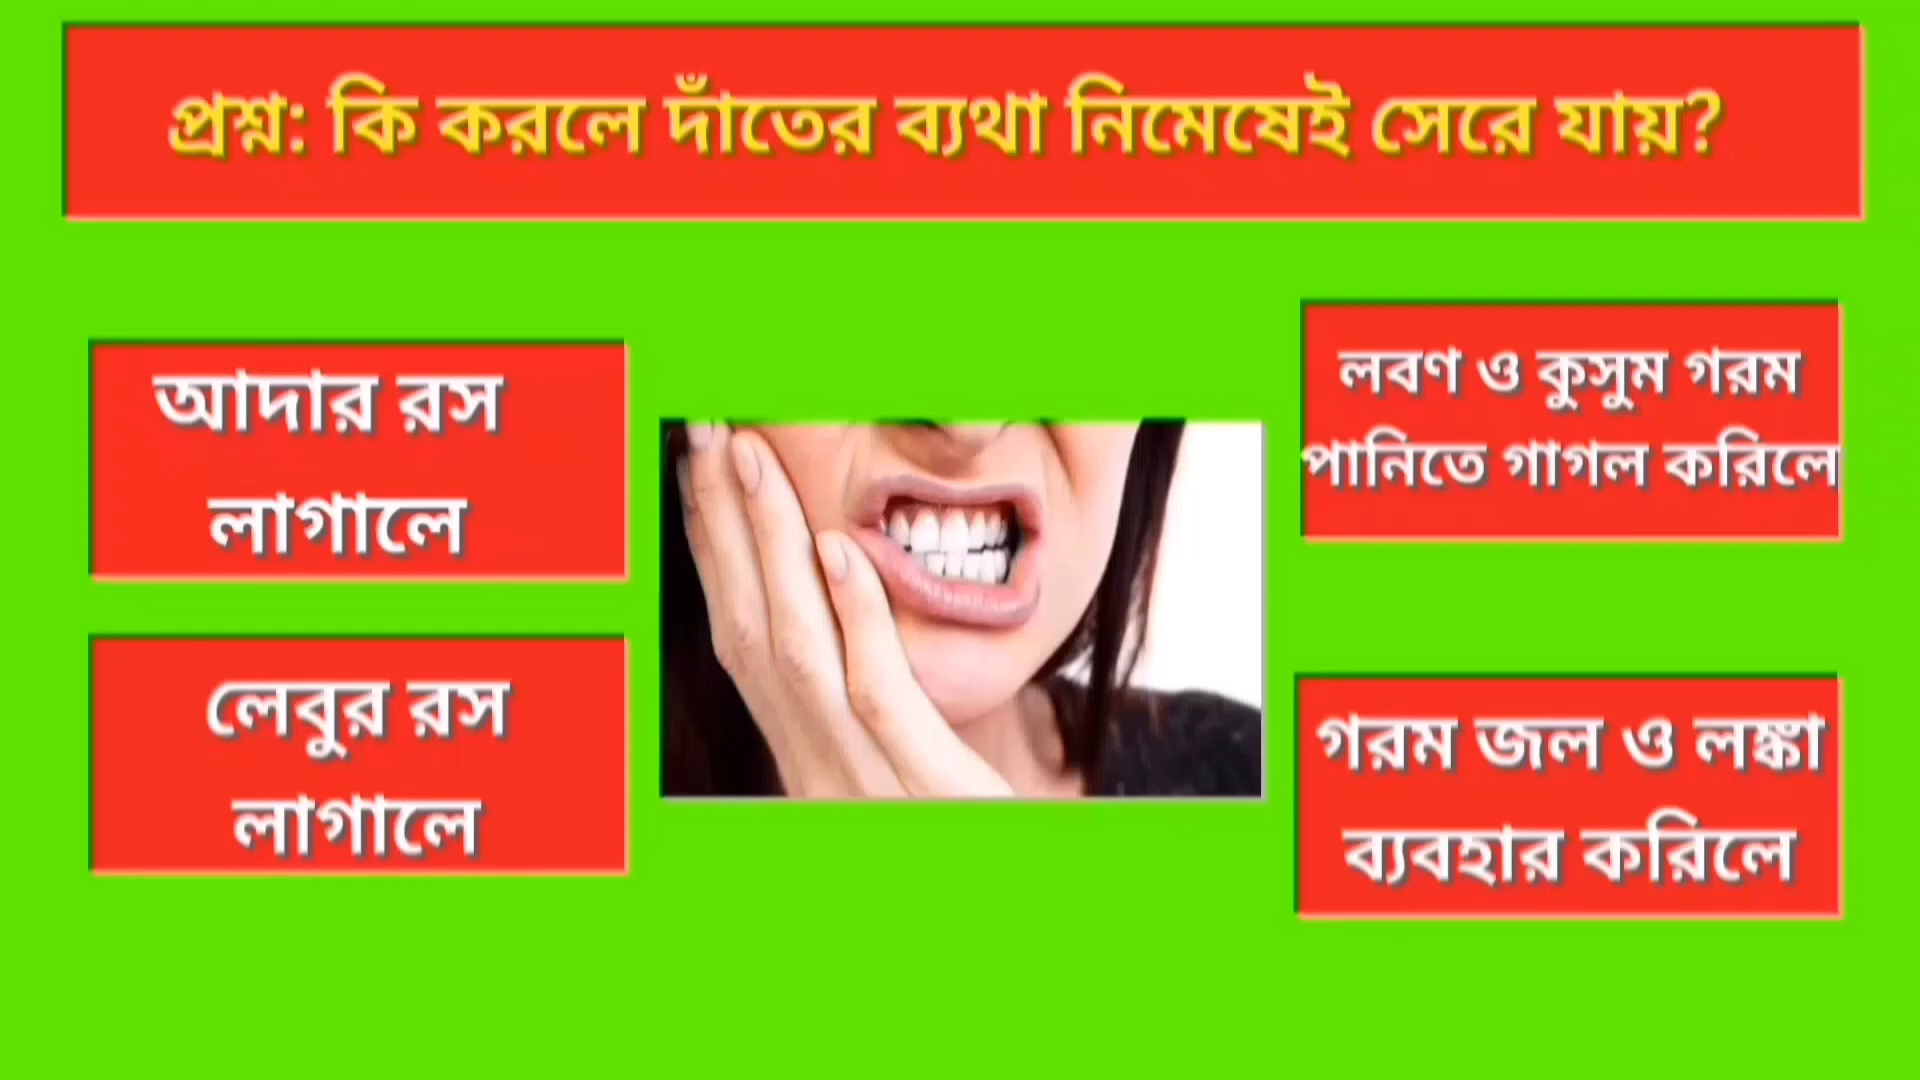 প্রশ্ন: কি করলে দাঁতের ব্যথা নিমেষেই সেরে যায়?
আদার রস
লাগালে
লবণ ও কুসুম গরম
পানিতে গাগল করিলে
লেবুর রস
লাগালে
গরম জল ও লঙ্কা
ব্যবহার করিলে